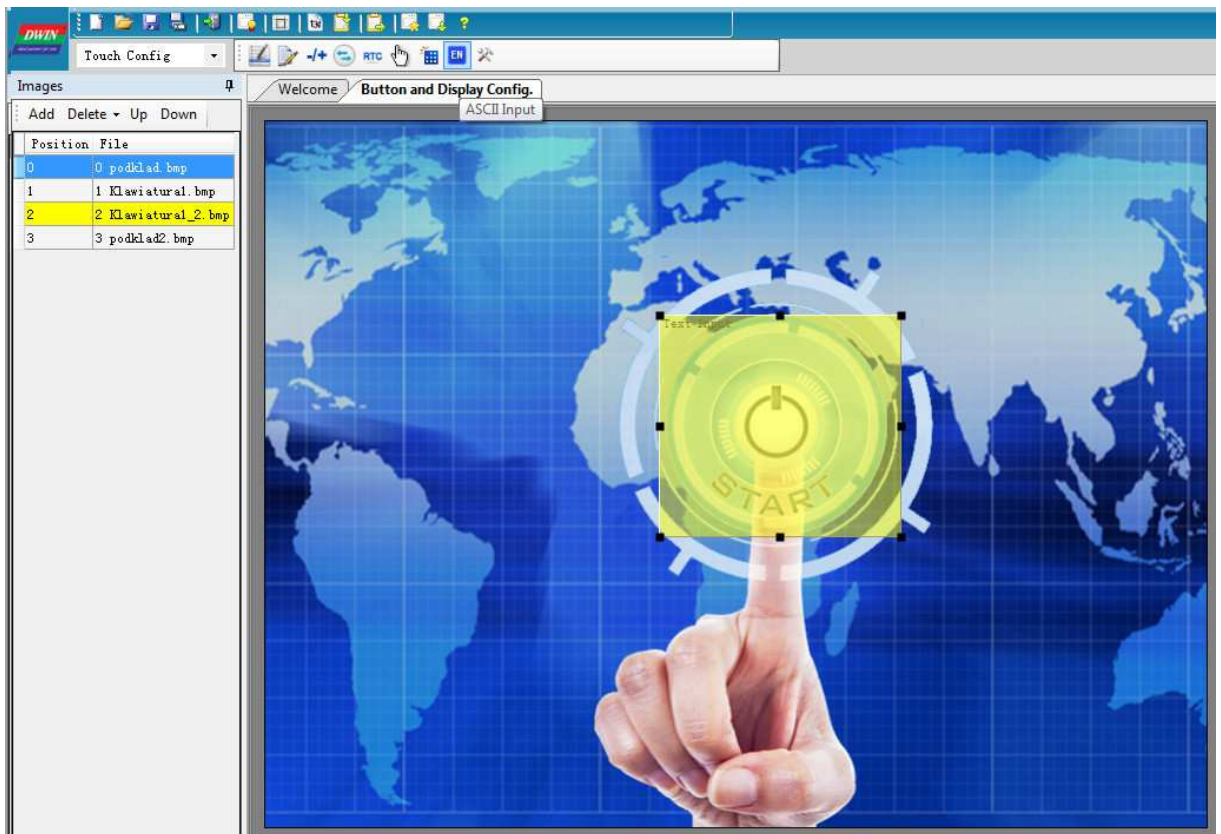 DWIN
Touch Config
-/+ RTC EN
Images
Welcome
Button and Display Config.
Add Delete Up Down
ASCII Input
Position File
0 0 podklad.bmp
1 1 Klawiatura1.bmp
2 2 Klawiatura1_2.bmp
3 3 podklad2.bmp
Text-input
START